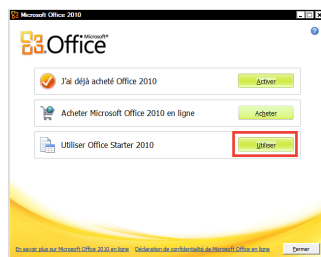 Microsoft Office 2010
Microsoft®
Office
?
J'ai déjà acheté Office 2010
Activer
Acheter Microsoft Office 2010 en ligne
Acheter
Utiliser Office Starter 2010
Utiliser
En savoir plus sur Microsoft Office 2010 en ligne Déclaration de confidentialité de Microsoft Office en ligne Fermer